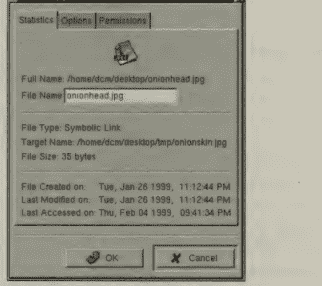 Statistics Options Permissions
Full Name: /home/dcm/desktop/onionhead.jpg
File Name onionhead.jpg
File Type: Symbolic Link
Target Name: /home/dcm/desktop/tmp/onionskin.jpg
File Size: 35 bytes
File Created on: Tue, Jan 26 1999, 11:12:44 PM
Last Modified on: Tue, Jan 26 1999, 11:12:44 PM
Last Accessed on: Thu, Feb 04 1999, 09:41:34 PM
OK Cancel